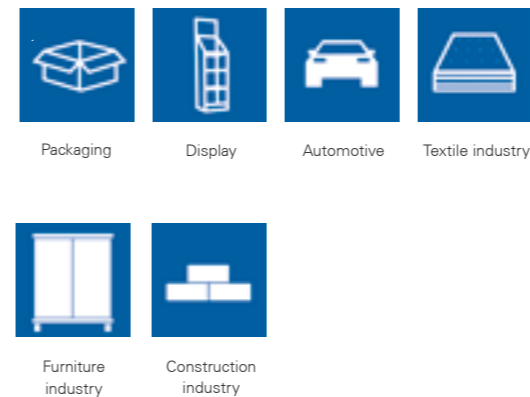 Packaging
Display
Automotive
Textile industry
Furniture
industry
Construction
industry